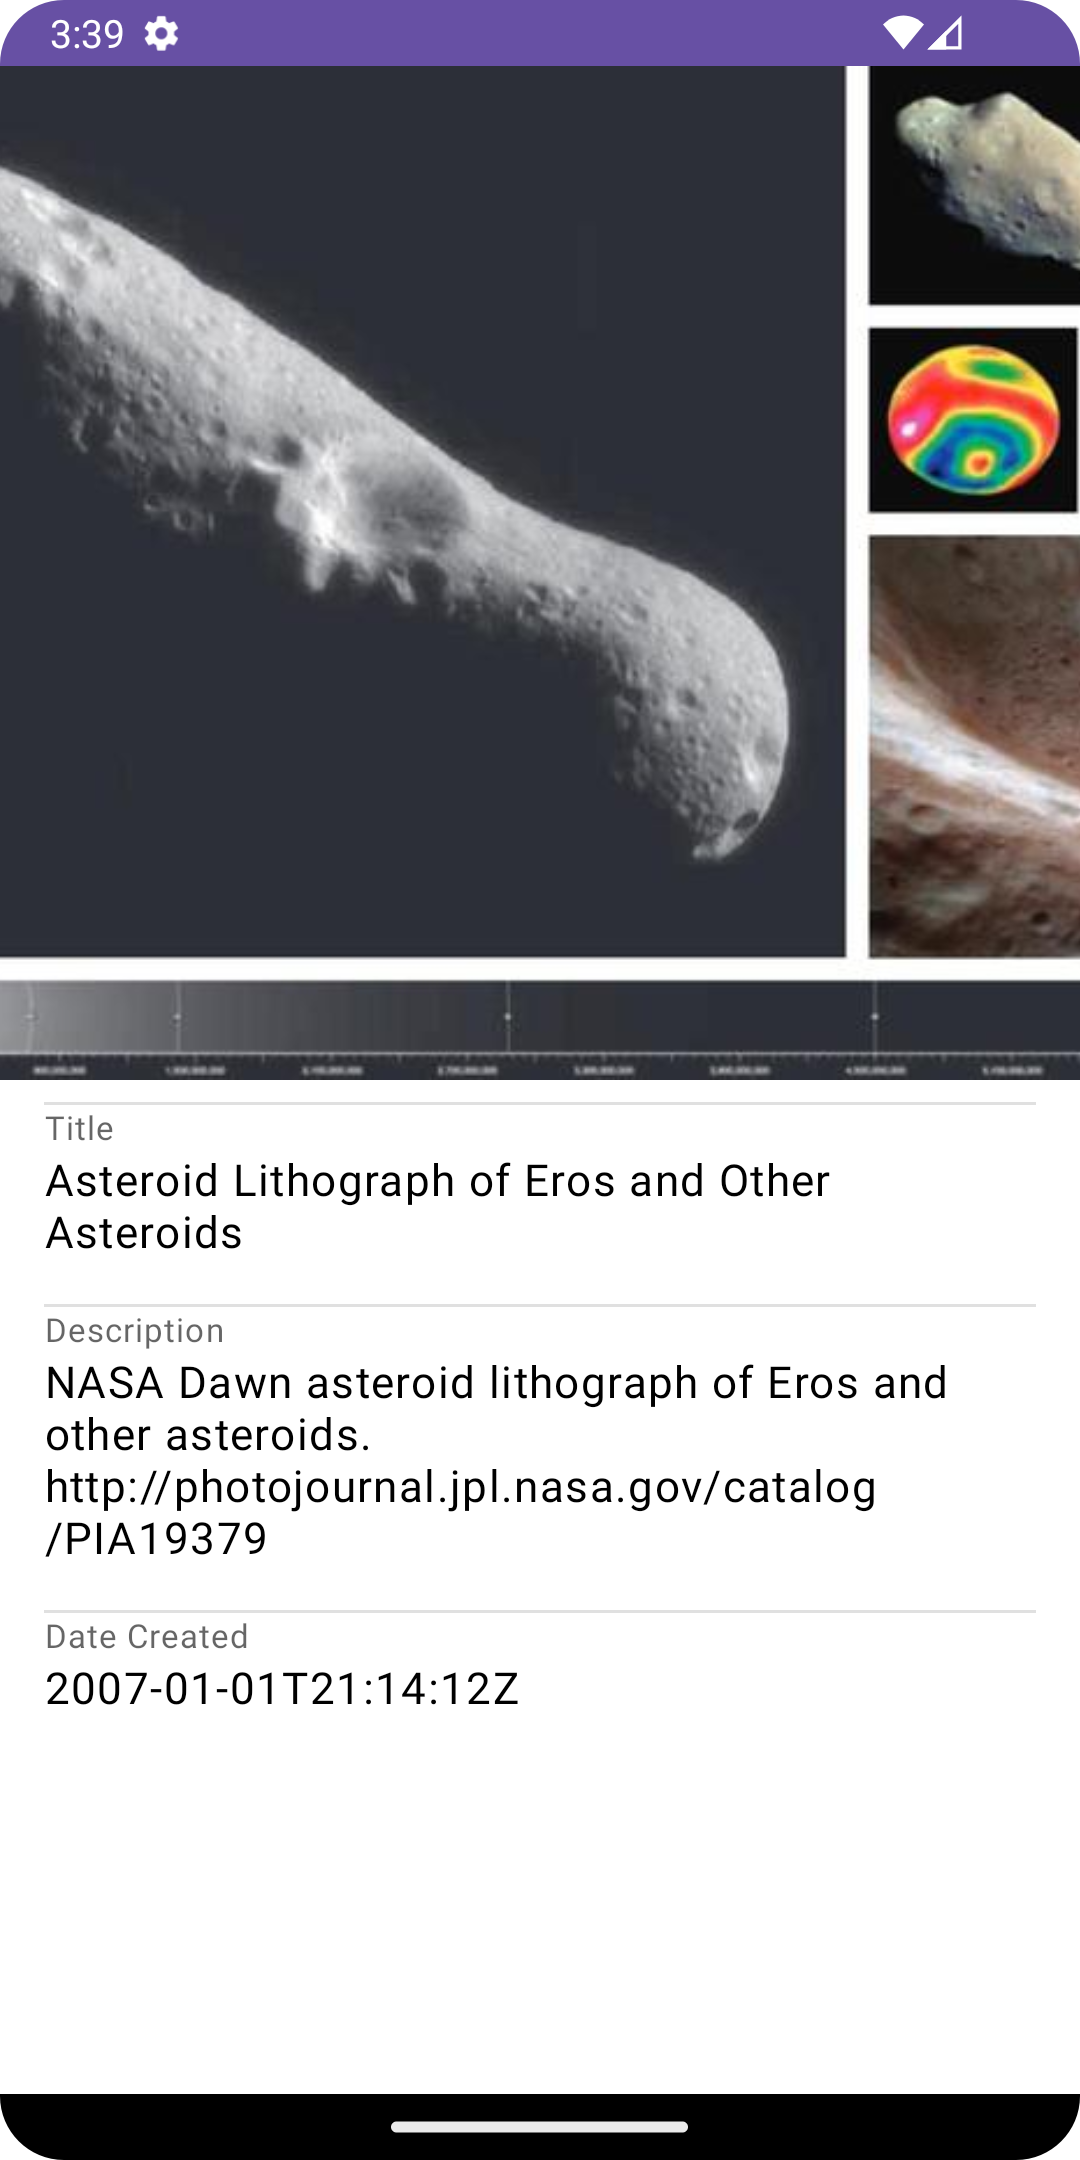 3:39
Title
Asteroid Lithograph of Eros and Other
Asteroids
Description
NASA Dawn asteroid lithograph of Eros and
other asteroids.
http://photojournal.jpl.nasa.gov/catalog
/PIA19379
Date Created
2007-01-01T21:14:12Z